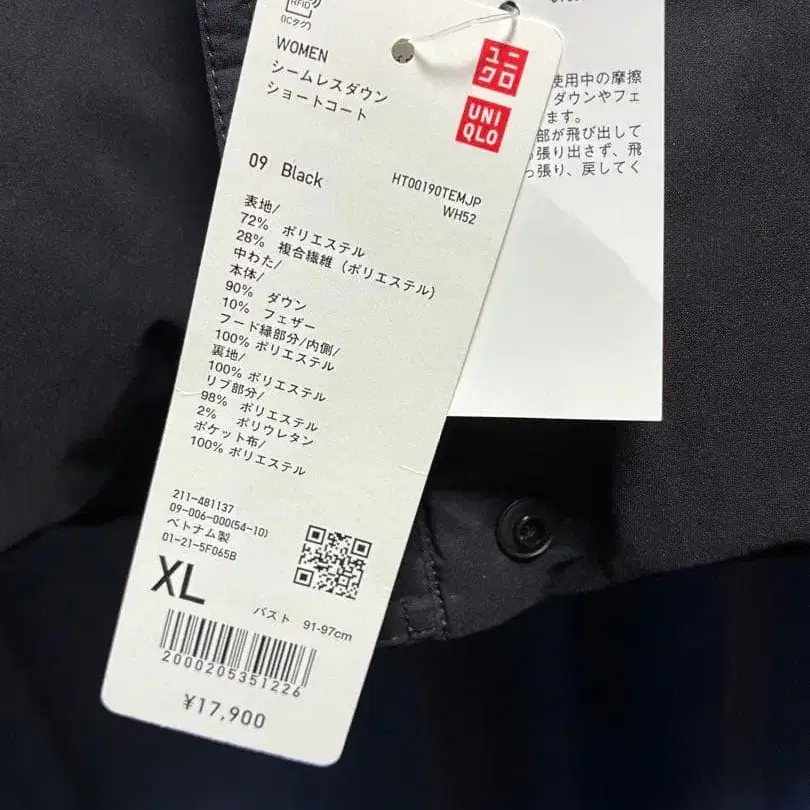 RFID
(ICタグ)
WOMEN
シームレスダウン
ショートコート
ユニ
クロ
UNI
QLO
09 Black
HT00190TEMJP
WH52
表地/
72% ポリエステル
28% 複合繊維 (ポリエステル)
中わた/
本体/
90% ダウン
10% フェザー
フード縁部分/内側/
100% ポリエステル
裏地/
100% ポリエステル
リブ部分/
98% ポリエステル
2% ポリウレタン
ポケット布/
100% ポリエステル
211-481137
09-006-000(54-10)
ベトナム製
01-21-5F065B
XL
バスト 91-97cm
2000205351226
¥17,900
使用中の摩擦
ダウンやフェ
ます。
部が飛び出して
張り出さず、飛
張り、戻してく